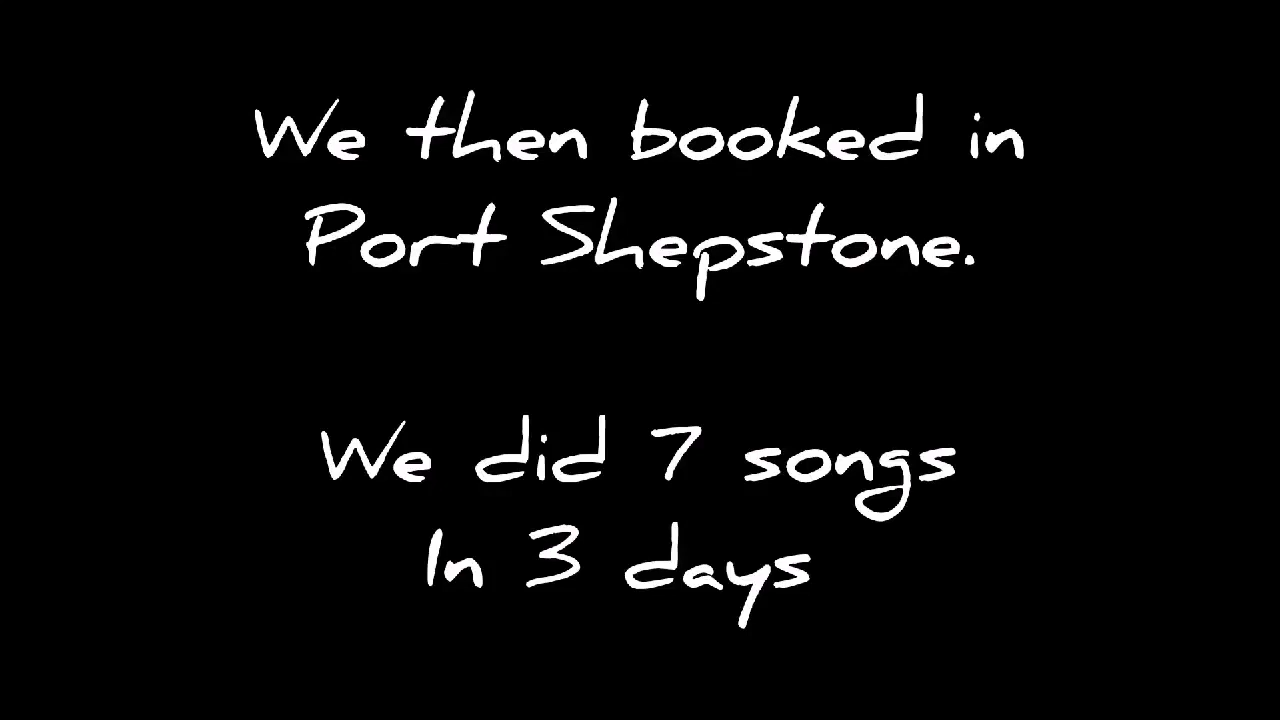 We then booked in
Port Shepstone.
We did 7 songs
In 3 days